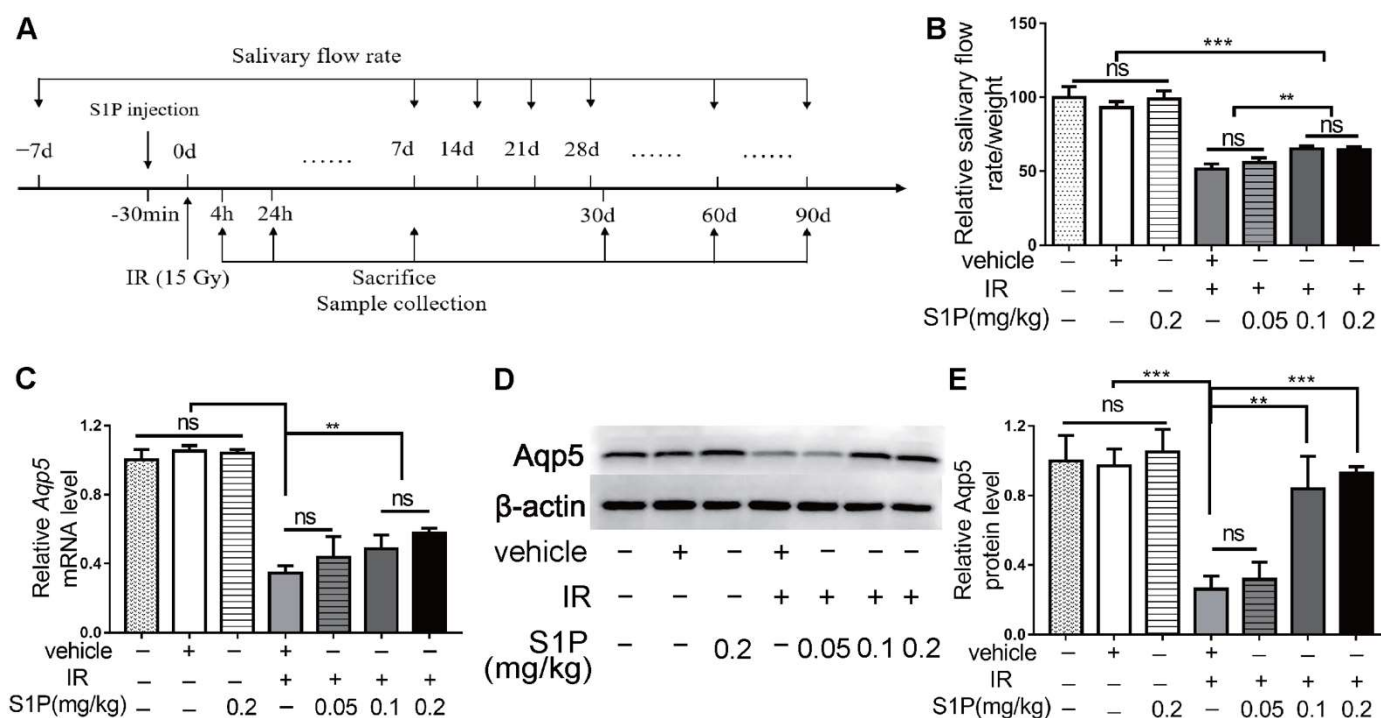 A
Salivary flow rate
S1P injection
−7d 0d ...... 7d 14d 21d 28d ...... ......
-30min 4h 24h 30d 60d 90d
IR (15 Gy) Sacrifice
Sample collection
B
Relative salivary flow
rate/weight
150
100
50
0
ns
***
**
ns
ns
vehicle − + − + − − −
IR − − − + + + +
S1P(mg/kg) − − 0.2 − 0.05 0.1 0.2
C
Relative Aqp5
mRNA level
1.2
0.8
0.4
0.0
ns
**
ns
ns
vehicle − + − + − − −
IR − − − + + + +
S1P(mg/kg) − − 0.2 − 0.05 0.1 0.2
D
Aqp5
β-actin
vehicle − + − + − − −
IR − − − + + + +
S1P − − 0.2 − 0.05 0.1 0.2
(mg/kg)
E
Relative Aqp5
protein level
1.2
0.8
0.4
0.0
ns
***
***
**
ns
vehicle − + − + − − −
IR − − − + + + +
S1P(mg/kg) − − 0.2 − 0.05 0.1 0.2